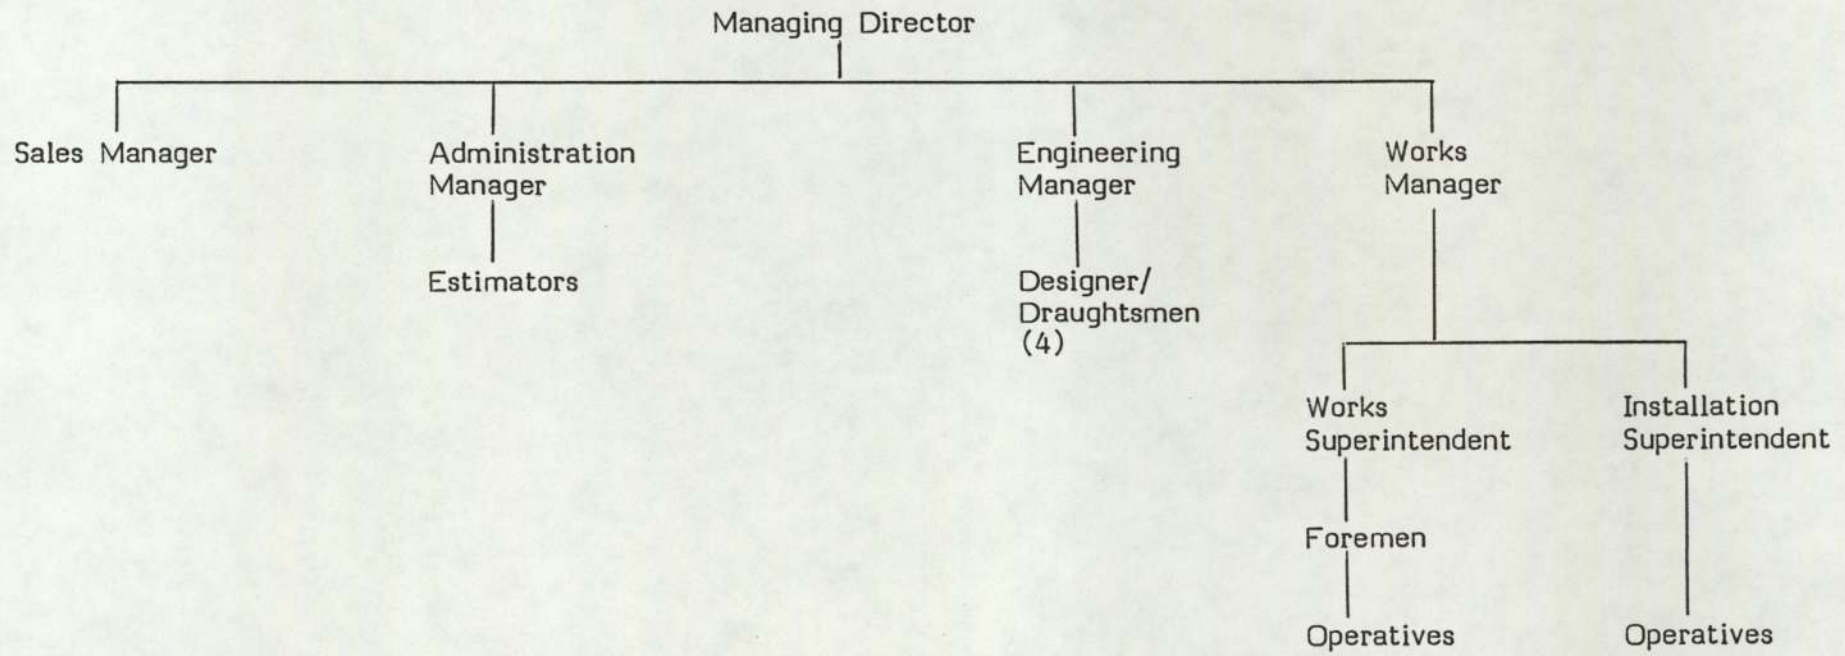 Managing Director
Sales Manager
Administration
Manager
Engineering
Manager
Works
Manager
Estimators
Designer/
Draughtsmen
(4)
Works
Superintendent
Installation
Superintendent
Foremen
Operatives
Operatives